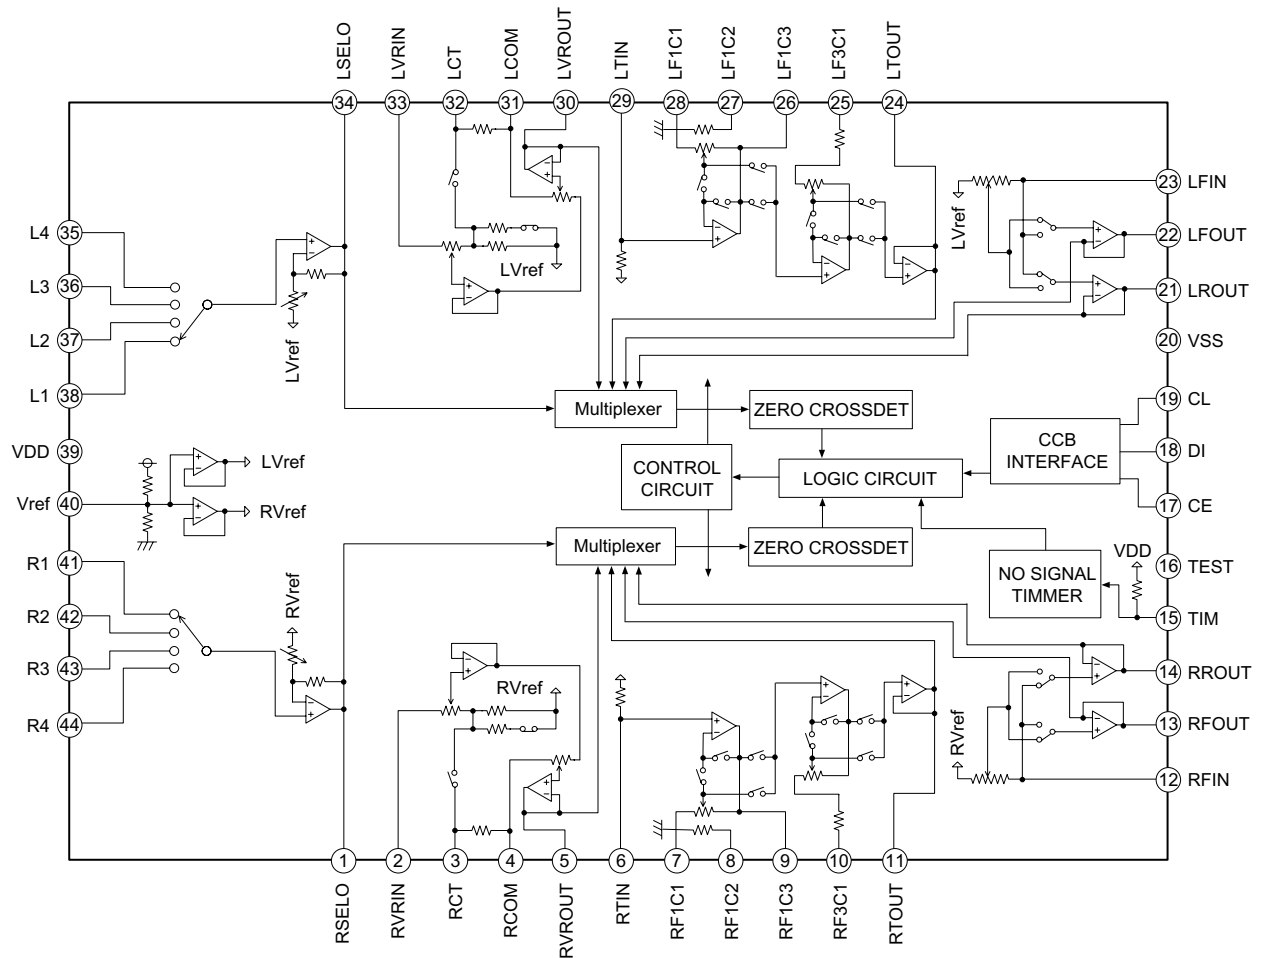 LSELO
LVRIN
LCT
LCOM
LVROUT
LTIN
LF1C1
LF1C2
LF1C3
LF3C1
LTOUT
34
33
32
31
30
29
28
27
26
25
24
L4 35
L3 36
L2 37
L1 38
VDD 39
Vref 40
R1 41
R2 42
R3 43
R4 44
23 LFIN
22 LFOUT
21 LROUT
20 VSS
19 CL
18 DI
17 CE
16 TEST
15 TIM
14 RROUT
13 RFOUT
12 RFIN
LVref
LVref
LVref
LVref
RVref
RVref
RVref
RVref
Multiplexer
ZERO CROSSDET
CONTROL
CIRCUIT
LOGIC CIRCUIT
CCB
INTERFACE
Multiplexer
ZERO CROSSDET
NO SIGNAL
TIMMER
VDD
+
−
+
−
+
−
+
−
+
−
+
−
+
−
+
−
+
−
+
−
+
−
+
−
+
−
+
−
+
−
+
−
+
−
+
−
1
2
3
4
5
6
7
8
9
10
11
RSELO
RVRIN
RCT
RCOM
RVROUT
RTIN
RF1C1
RF1C2
RF1C3
RF3C1
RTOUT